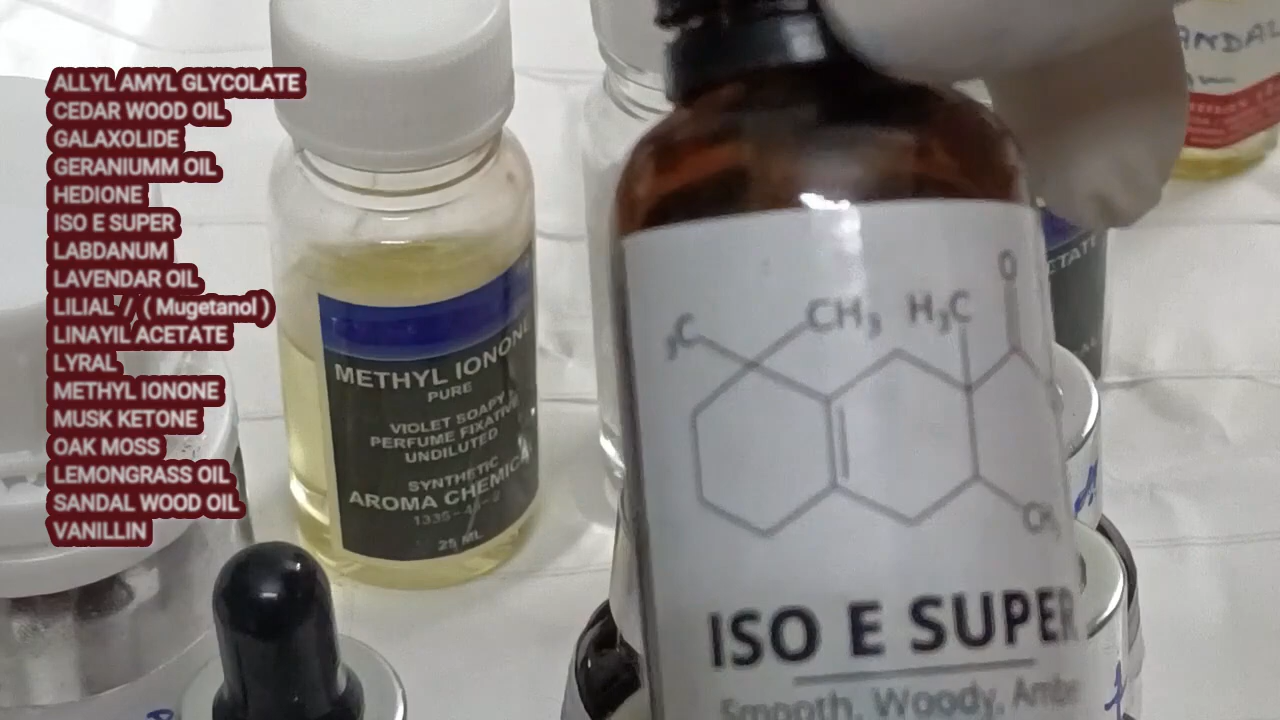 ALLYL AMYL GLYCOLATE
CEDAR WOOD OIL
GALAXOLIDE
GERANIUMM OIL
HEDIONE
ISO E SUPER
LABDANUM
LAVENDAR OIL
LILIAL / ( Mugetanol )
LINAYIL ACETATE
LYRAL
METHYL IONONE
MUSK KETONE
OAK MOSS
LEMONGRASS OIL
SANDAL WOOD OIL
VANILLIN
METHYL IONONE
PURE
VIOLET SOAPY
PERFUME FIXATIVE
UNDILUTED
SYNTHETIC
AROMA CHEMICA
25 ML
CH₃ H₃C
O
ISO E SUPER
Smooth, Woody,